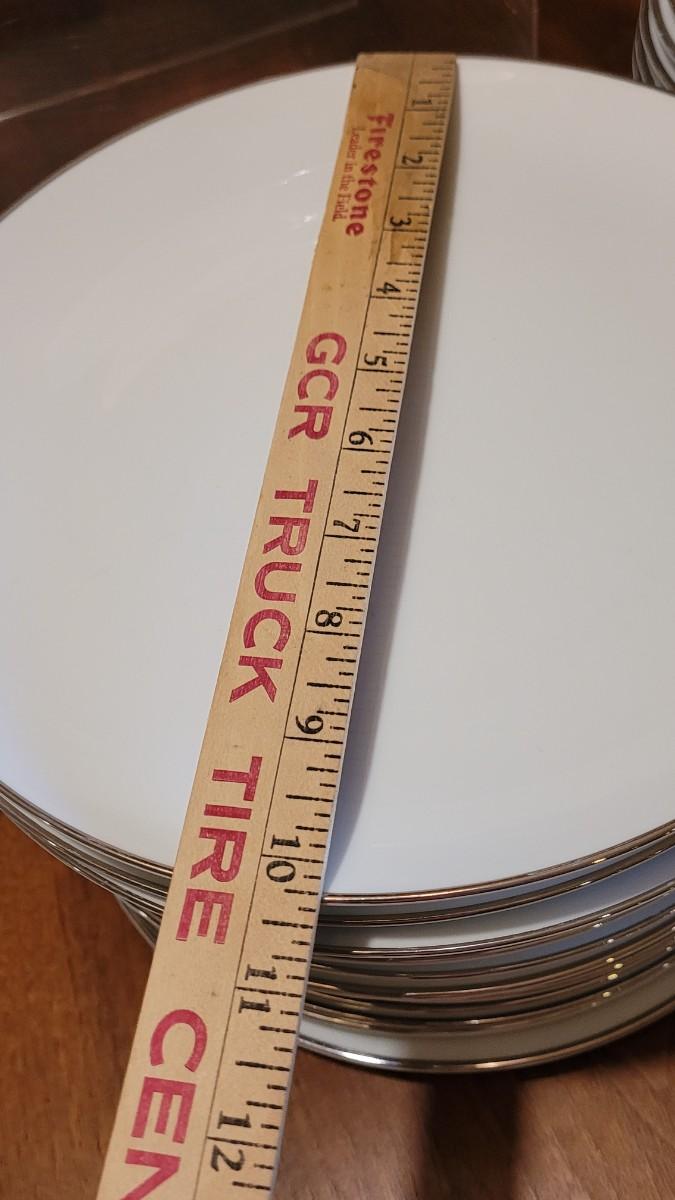 Firestone
Leader in the Field
GCR TRUCK TIRE CEN
1 2 3 4 5 6 7 8 9 10 11 12